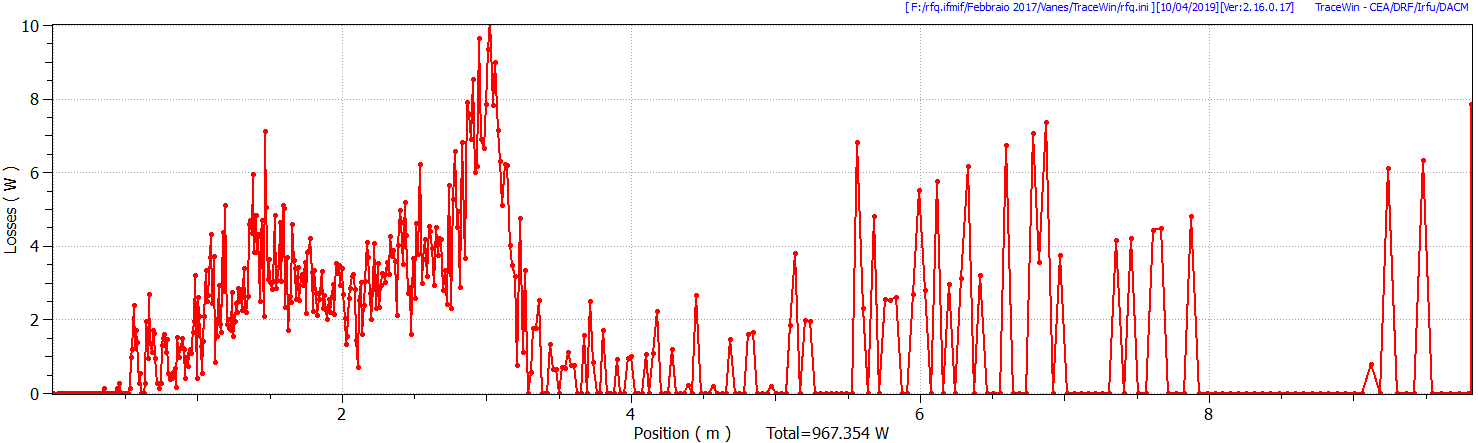 [ F:/rfq.ifmif/Febbraio 2017/Vanes/TraceWin/rfq.ini ][10/04/2019][Ver:2.16.0.17] TraceWin - CEA/DRF/Irfu/DACM
10
8
6
4
2
0
Losses ( W )
2 4 6 8
Position ( m ) Total=967.354 W